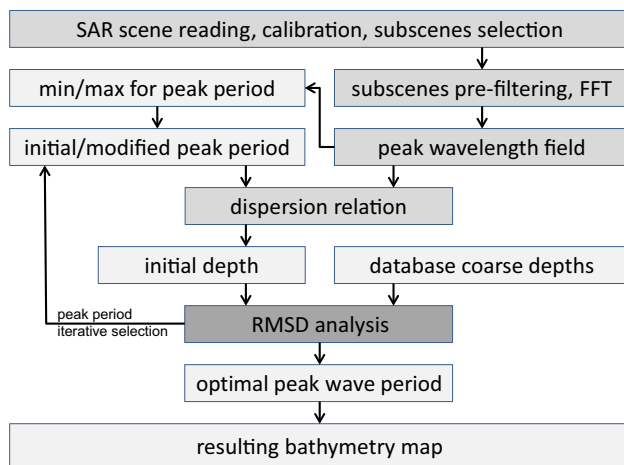 SAR scene reading, calibration, subscenes selection
min/max for peak period
subscenes pre-filtering, FFT
initial/modified peak period
peak wavelength field
dispersion relation
initial depth
database coarse depths
peak period
iterative selection
RMSD analysis
optimal peak wave period
resulting bathymetry map